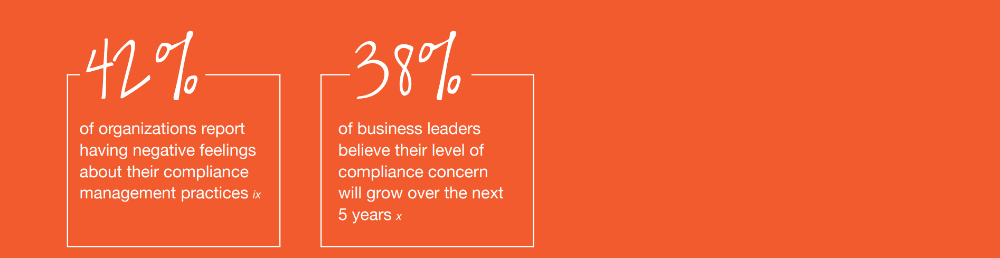 42%
of organizations report
having negative feelings
about their compliance
management practices ix
38%
of business leaders
believe their level of
compliance concern
will grow over the next
5 years x